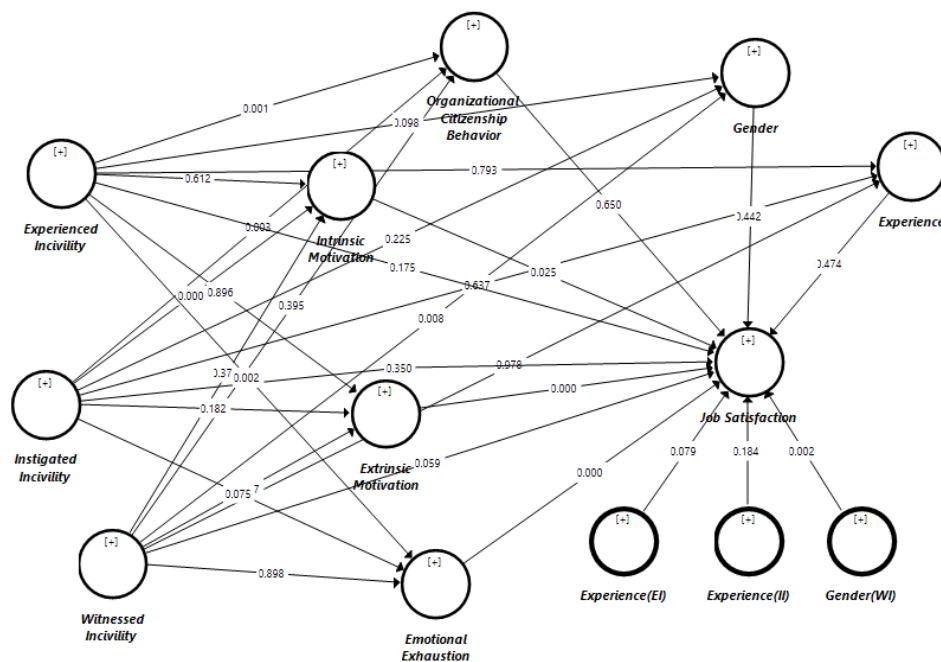 [+]
Organizational
Citizenship
Behavior
[+]
Gender
0.001
0.098
[+]
Experienced
Incivility
0.612
[+]
Intrinsic
Motivation
0.793
[+]
Experience
0.003
0.225
0.175
0.650
0.442
0.025
0.474
0.000
0.896
0.395
0.008
0.637
[+]
Job Satisfaction
0.37
0.002
0.350
0.978
[+]
Instigated
Incivility
0.182
[+]
Extrinsic
Motivation
0.000
0.079
0.184
0.002
0.075
7
0.059
0.000
[+]
Witnessed
Incivility
0.898
[+]
Emotional
Exhaustion
[+]
Experience(EI)
[+]
Experience(II)
[+]
Gender(WI)